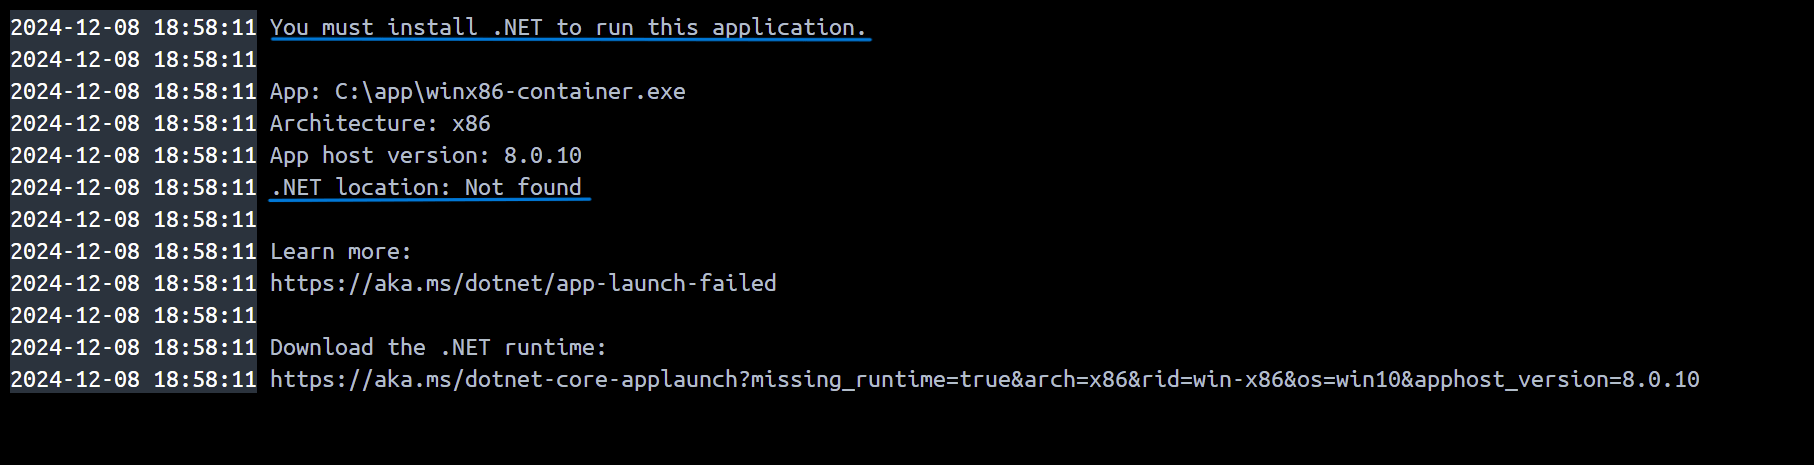 2024-12-08 18:58:11 You must install .NET to run this application.
2024-12-08 18:58:11
2024-12-08 18:58:11 App: C:\app\winx86-container.exe
2024-12-08 18:58:11 Architecture: x86
2024-12-08 18:58:11 App host version: 8.0.10
2024-12-08 18:58:11 .NET location: Not found
2024-12-08 18:58:11
2024-12-08 18:58:11 Learn more:
2024-12-08 18:58:11 https://aka.ms/dotnet/app-launch-failed
2024-12-08 18:58:11
2024-12-08 18:58:11 Download the .NET runtime:
2024-12-08 18:58:11 https://aka.ms/dotnet-core-applaunch?missing_runtime=true&arch=x86&rid=win-x86&os=win10&apphost_version=8.0.10